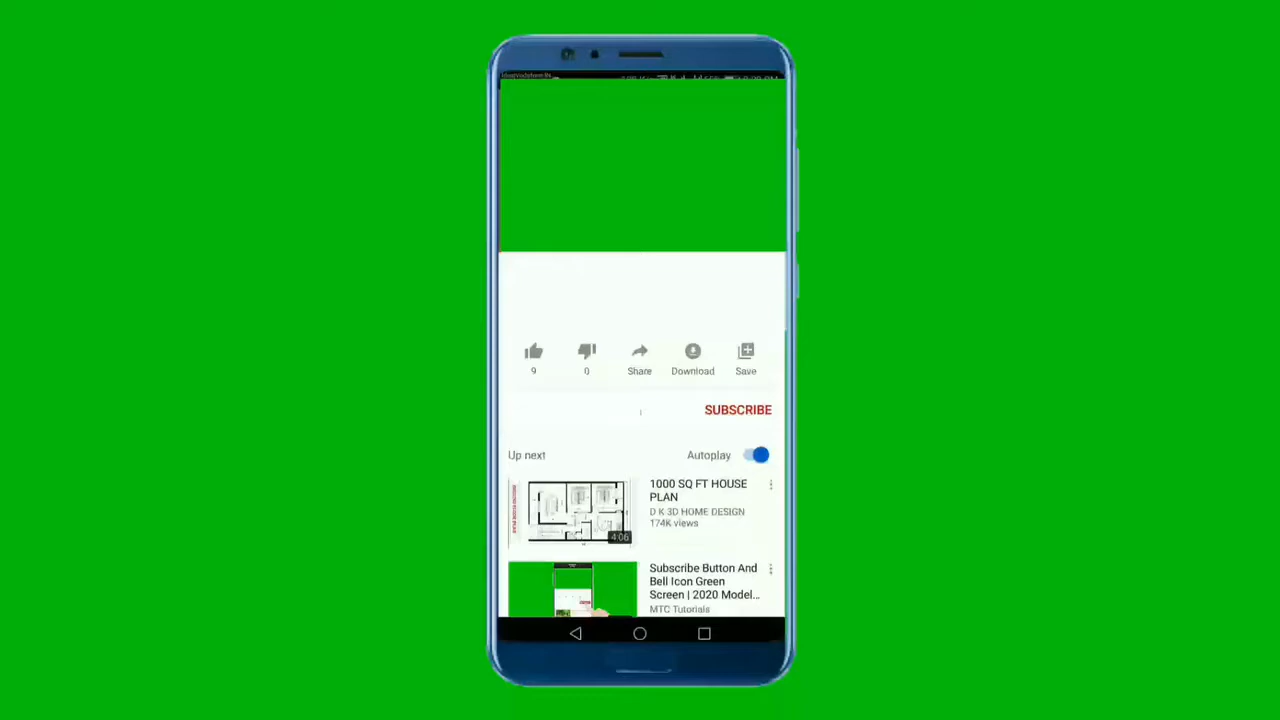 9
0
Share
Download
Save
SUBSCRIBE
Up next
Autoplay
1000 SQ FT HOUSE
PLAN
D K 3D HOME DESIGN
174K views
4:06
Subscribe Button And
Bell Icon Green
Screen | 2020 Model...
MTC Tutorials